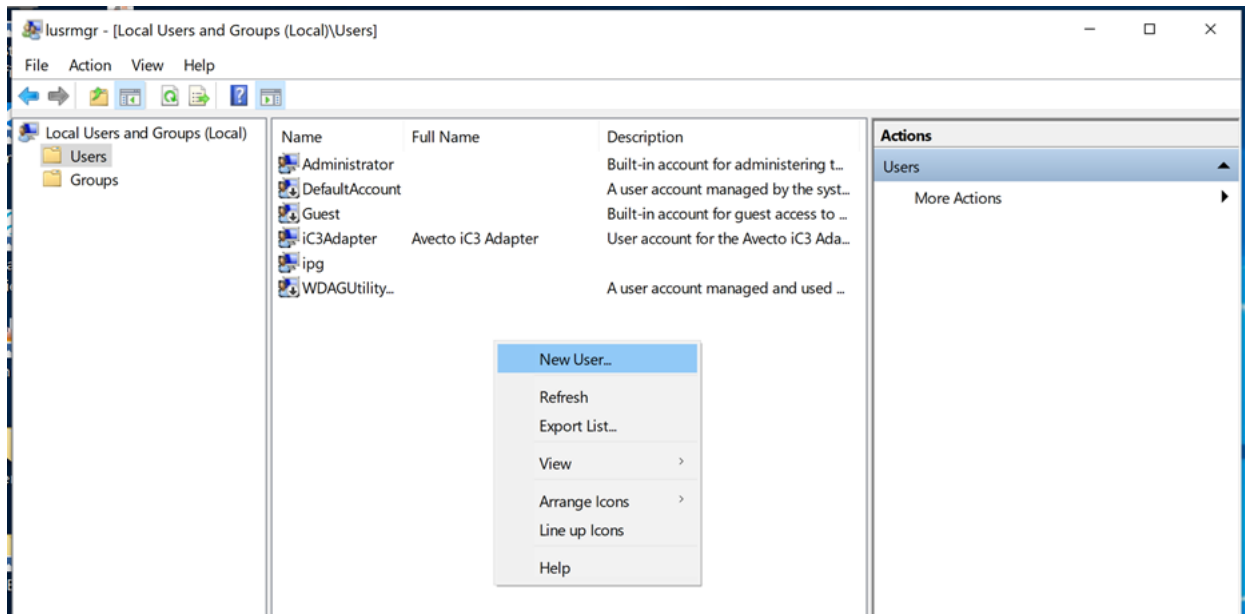 lusrmgr - [Local Users and Groups (Local)\Users]
File Action View Help
Local Users and Groups (Local)
Users
Groups
Name Full Name Description
Administrator Built-in account for administering t...
DefaultAccount A user account managed by the syst...
Guest Built-in account for guest access to ...
iC3Adapter Avecto iC3 Adapter User account for the Avecto iC3 Ada...
ipg
WDAGUtility... A user account managed and used ...
New User...
Refresh
Export List...
View
Arrange Icons
Line up Icons
Help
Actions
Users
More Actions